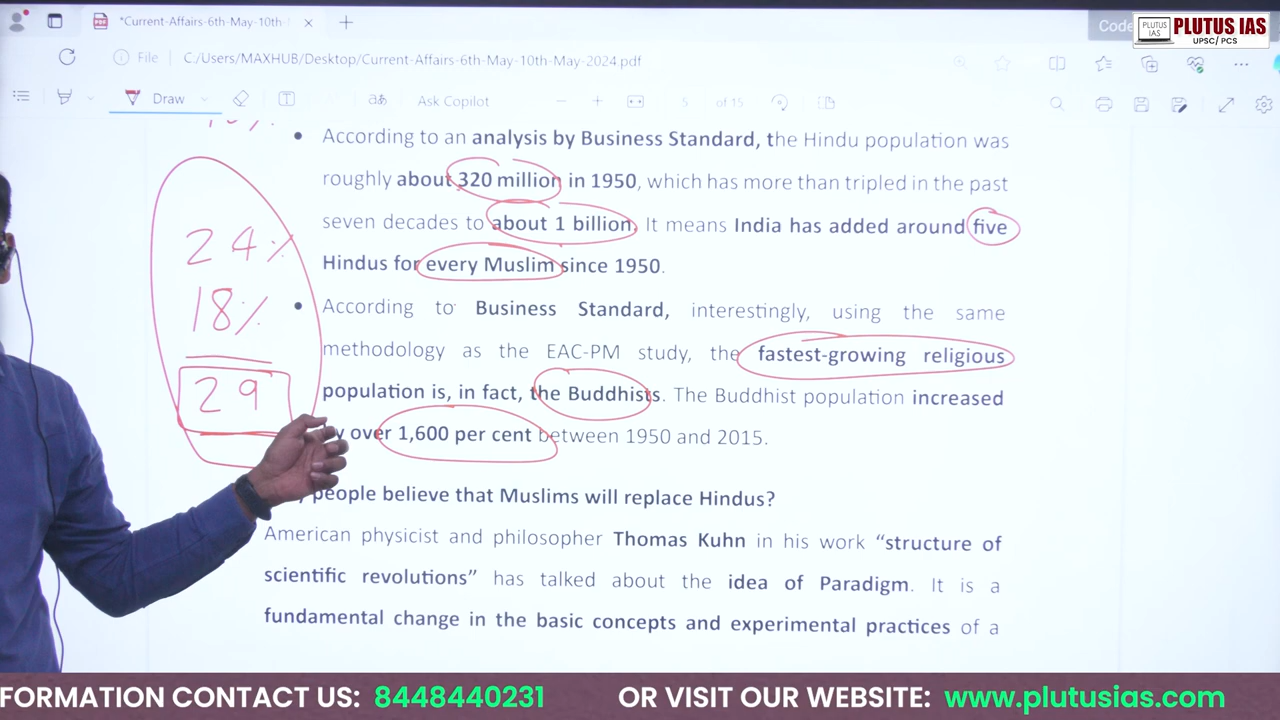 *Current-Affairs-6th-May-10th-
Code
PLUTUS IAS
UPSC/ PCS
PLUTUS
IAS
File C:/Users/MAXHUB/Desktop/Current-Affairs-6th-May-10th-May-2024.pdf
Draw Ask Copilot 5 of 15
• According to an analysis by Business Standard, the Hindu population was
roughly about 320 million in 1950, which has more than tripled in the past
seven decades to about 1 billion. It means India has added around five
Hindus for every Muslim since 1950.
24%
18%
29
• According to Business Standard, interestingly, using the same
methodology as the EAC-PM study, the fastest-growing religious
population is, in fact, the Buddhists. The Buddhist population increased
over 1,600 per cent between 1950 and 2015.
people believe that Muslims will replace Hindus?
American physicist and philosopher Thomas Kuhn in his work “structure of
scientific revolutions” has talked about the idea of Paradigm. It is a
fundamental change in the basic concepts and experimental practices of a
FORMATION CONTACT US: 8448440231 OR VISIT OUR WEBSITE: www.plutusias.com